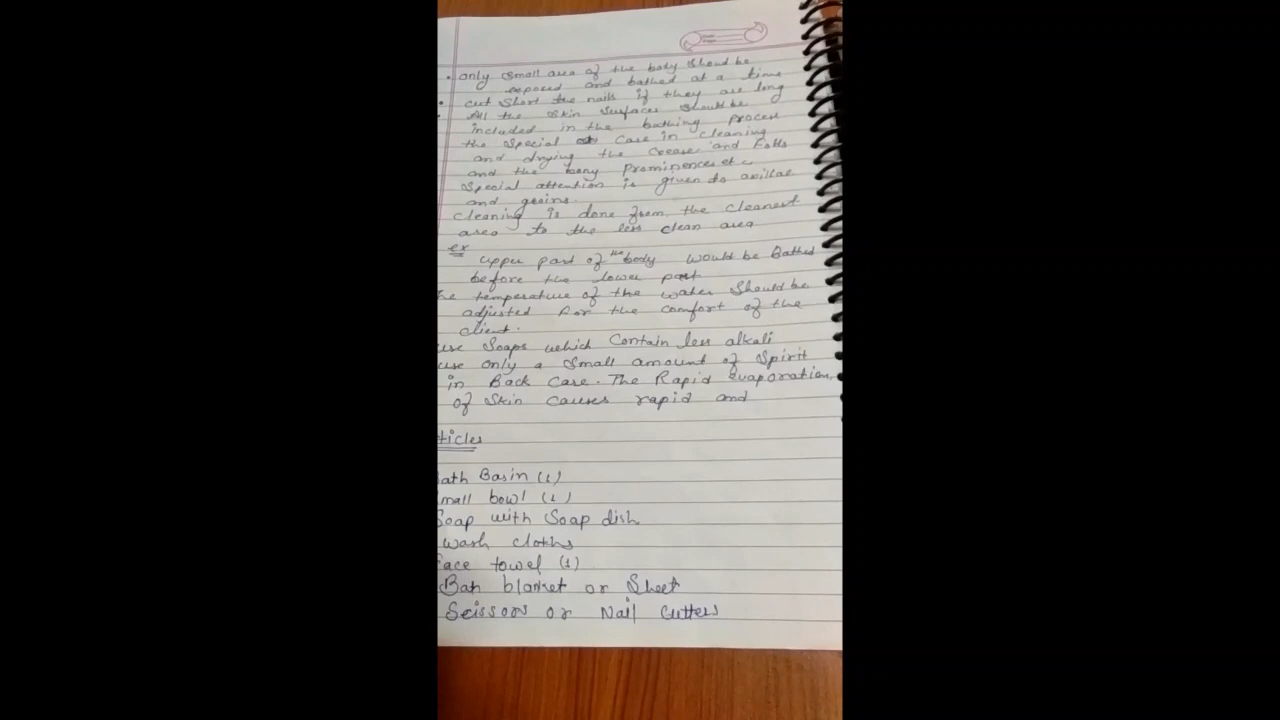 only small area of the body should be
exposed and bathed at a time
cut short the nails if they are long
All the skin surfaces should be
included in the bathing process
the special care in cleaning
and drying the crease and folds
and the bony prominences etc
special attention is given to axillae
and groins.
cleaning is done from the cleanest
area to the less clean area
ex
upper part of the body would be Bathed
before the lower part
he temperature of the water should be
adjusted for the comfort of the
client.
use soaps which contain less alkali
use only a small amount of spirit
in Back care. The Rapid evaporation
of skin causes rapid and
ticles
ath Basin (1)
mall bowl (1)
Soap with Soap dish
wash cloths
Face towel (1)
Bath blanket or Sheet
Scissors or Nail Cutters